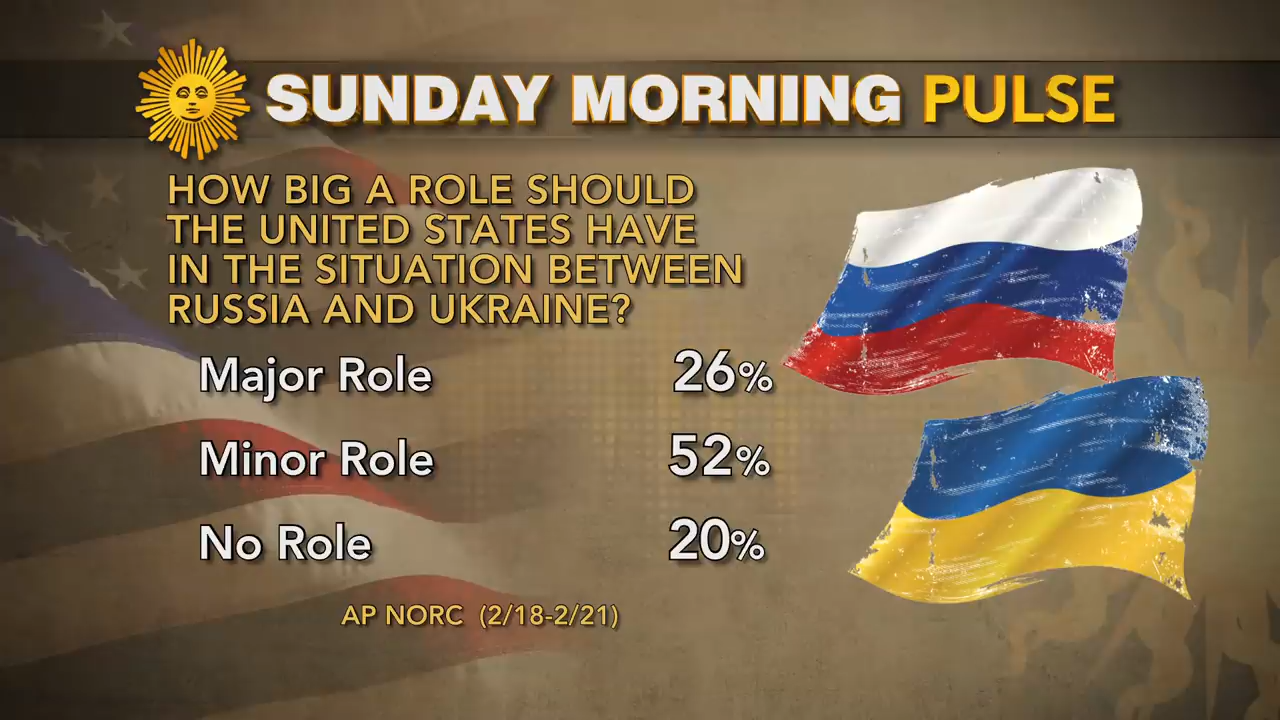 SUNDAY MORNING PULSE
HOW BIG A ROLE SHOULD
THE UNITED STATES HAVE
IN THE SITUATION BETWEEN
RUSSIA AND UKRAINE?
Major Role 26%
Minor Role 52%
No Role 20%
AP NORC (2/18-2/21)